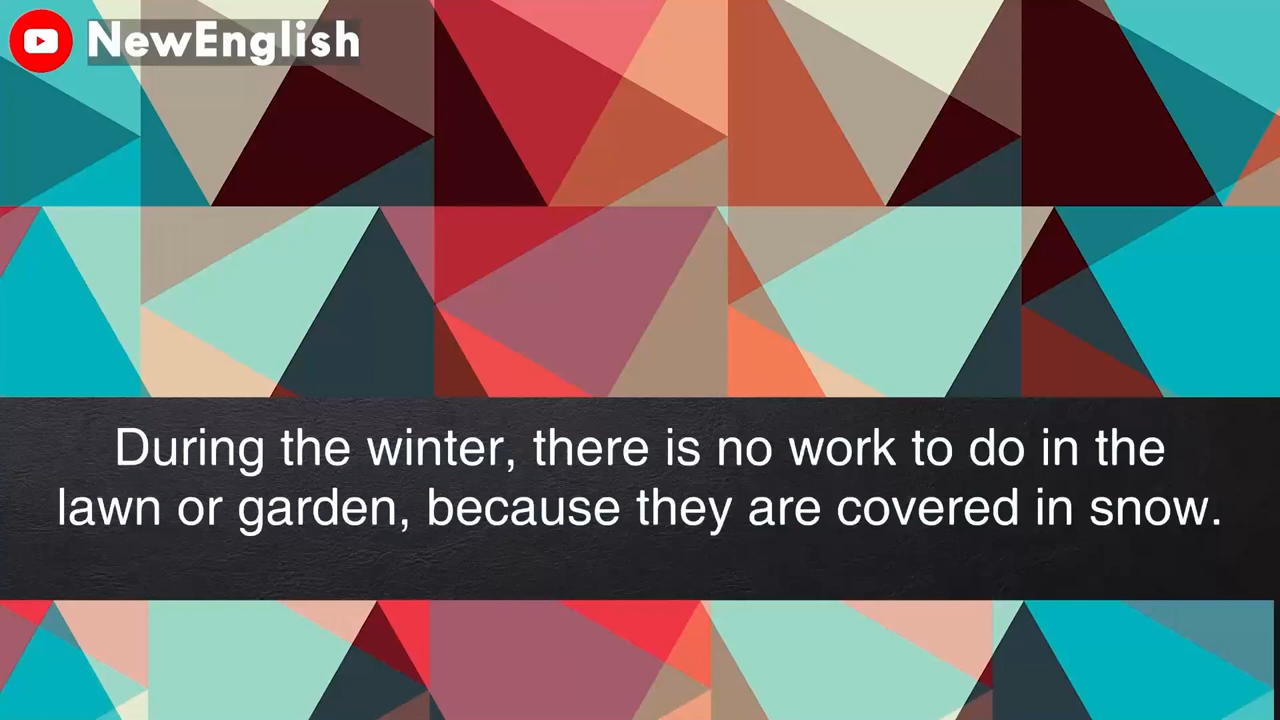 NewEnglish
During the winter, there is no work to do in the
lawn or garden, because they are covered in snow.